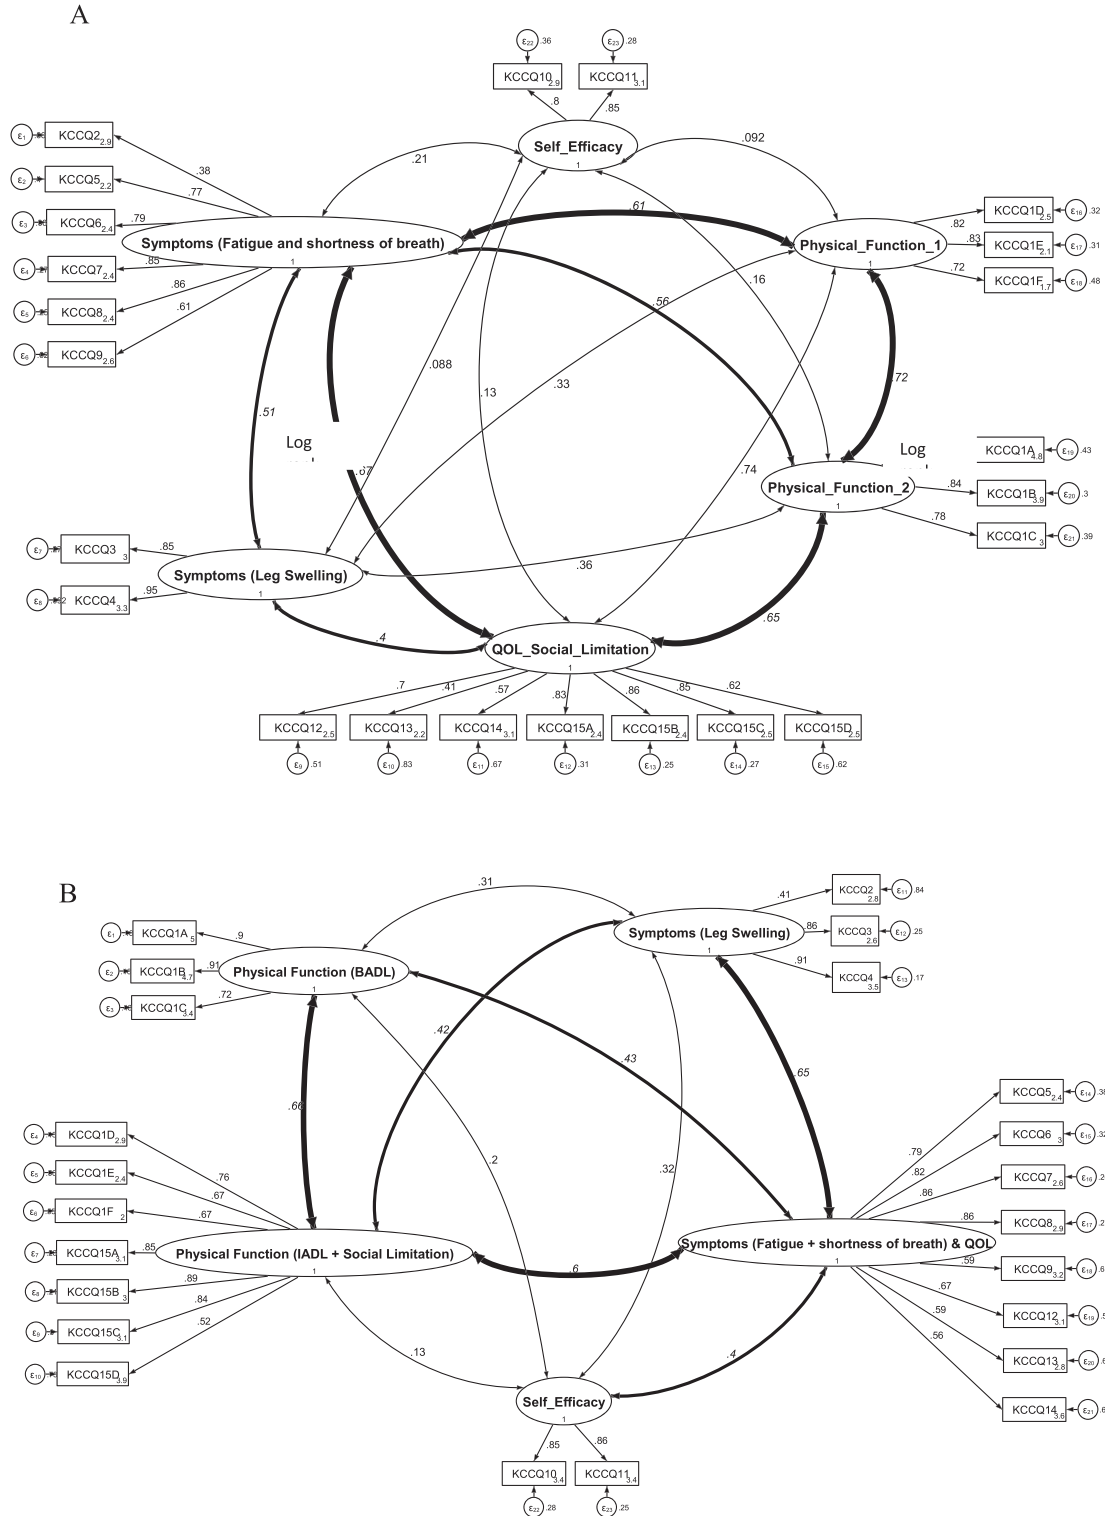 A
ε22 .36
ε23 .28
KCCQ10 2.9
KCCQ11 3.1
.8
.85
Self_Efficacy
1
ε1
KCCQ2 2.9
.38
ε2
KCCQ5 2.2
.77
ε3
KCCQ6 2.4
.79
ε4
KCCQ7 2.4
.85
ε5
KCCQ8 2.4
.86
ε6
KCCQ9 2.6
.61
Symptoms (Fatigue and shortness of breath)
1
.21
.092
.61
Physical_Function_1
1
.82
KCCQ1D 2.5
ε16 .32
.83
KCCQ1E 2.1
ε17 .31
.72
KCCQ1F 1.7
ε18 .48
.16
.56
.088
.13
.33
.72
.51
Log
.67
.74
Log
KCCQ1A 4.8
ε19 .43
Physical_Function_2
1
.84
KCCQ1B 3.9
ε20 .3
.78
KCCQ1C 3
ε21 .39
ε7
KCCQ3 3
.85
ε8
KCCQ4 3.3
.95
Symptoms (Leg Swelling)
1
.36
.4
.65
QOL_Social_Limitation
1
.7
.41
.57
.83
.86
.85
.62
KCCQ12 2.5
KCCQ13 2.2
KCCQ14 3.1
KCCQ15A 2.4
KCCQ15B 2.4
KCCQ15C 2.5
KCCQ15D 2.5
ε9 .51
ε10 .83
ε11 .67
ε12 .31
ε13 .25
ε14 .27
ε15 .62
B
.31
ε1
KCCQ1A 5
.9
ε2
KCCQ1B 4.7
.91
ε3
KCCQ1C 3.4
.72
Physical Function (BADL)
1
Symptoms (Leg Swelling)
1
.41
KCCQ2 2.8
ε11 .84
.86
KCCQ3 2.6
ε12 .25
.91
KCCQ4 3.5
ε13 .17
.42
.43
.65
.66
.2
.32
ε4
KCCQ1D 2.9
.76
ε5
KCCQ1E 2.4
.67
ε6
KCCQ1F 2
.67
ε7
KCCQ15A 3.1
.85
ε8
KCCQ15B 3
.89
ε9
KCCQ15C 3.1
.84
ε10
KCCQ15D 3.9
.52
Physical Function (IADL + Social Limitation)
1
.6
Symptoms (Fatigue + shortness of breath) & QOL
1
.79
KCCQ5 2.4
ε14
.82
KCCQ6 3
ε15
.86
KCCQ7 2.6
ε16
.86
KCCQ8 2.9
ε17
.59
KCCQ9 3.2
ε18
.67
KCCQ12 3.1
ε19
.59
KCCQ13 2.8
ε20
.56
KCCQ14 3.6
ε21
.13
.4
Self_Efficacy
1
.85
.86
KCCQ10 3.4
KCCQ11 3.4
ε22 .28
ε23 .25